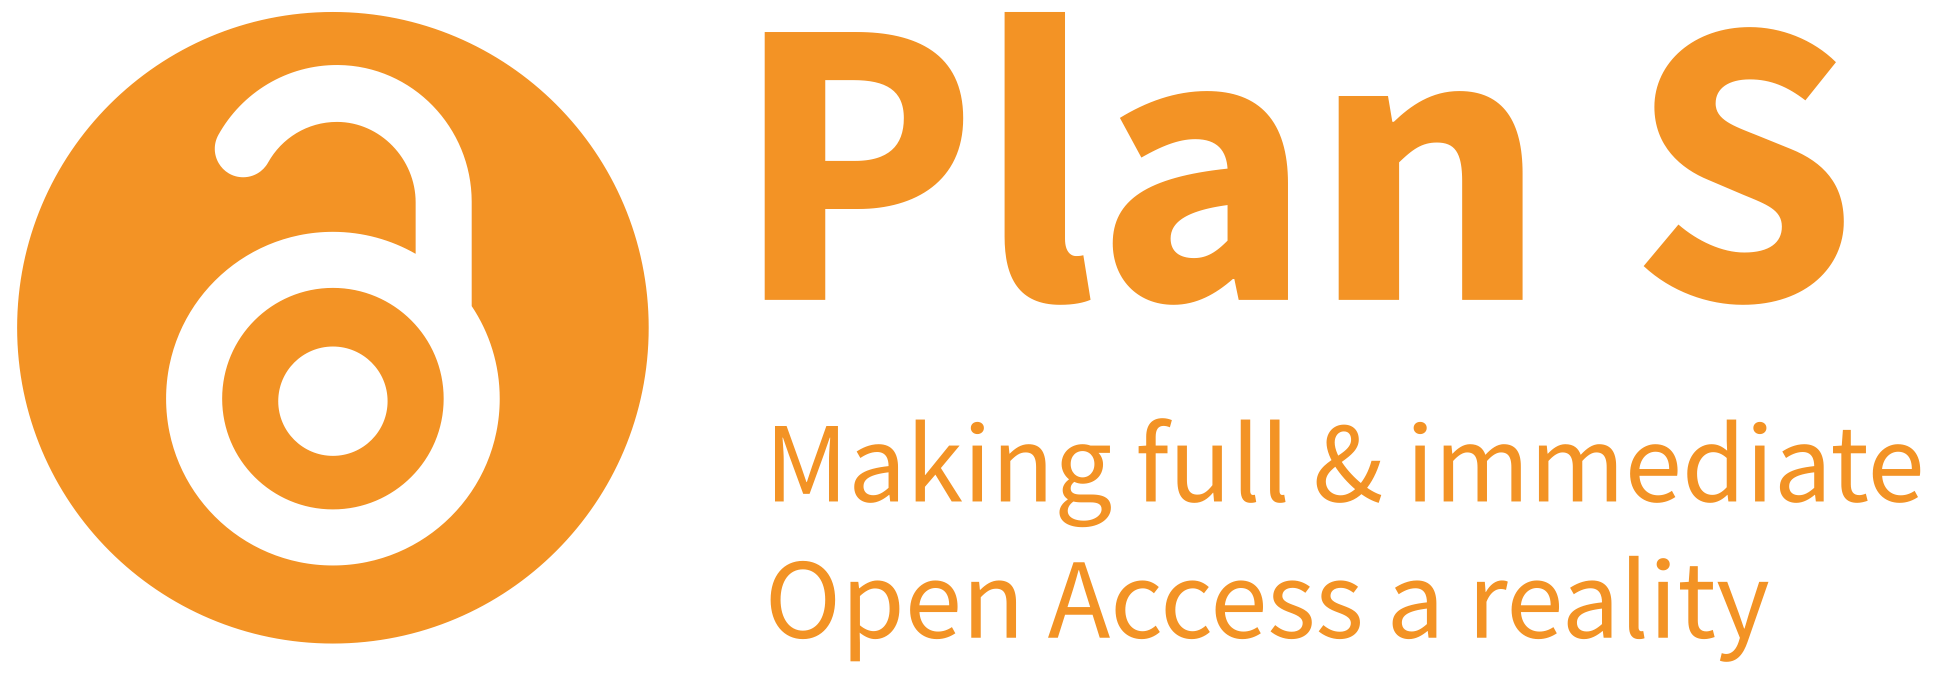 Plan S
Making full & immediate
Open Access a reality